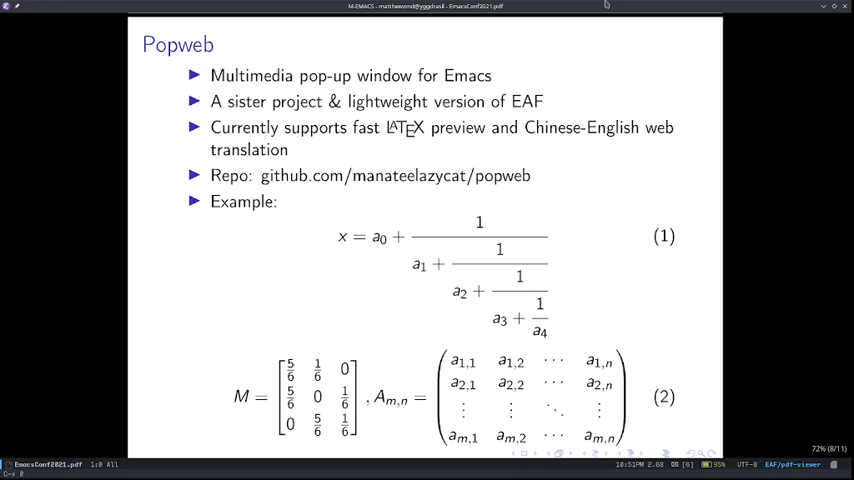 M-EMACS - matthewzmd@yggdrasil - EmacsConf2021.pdf
Popweb
▶ Multimedia pop-up window for Emacs
▶ A sister project & lightweight version of EAF
▶ Currently supports fast LATEX preview and Chinese-English web
translation
▶ Repo: github.com/manateelazycat/popweb
▶ Example:
x = a0 + 1 / (a1 + 1 / (a2 + 1 / (a3 + 1 / a4))) (1)
M = [5/6 1/6 0; 5/6 0 1/6; 0 5/6 1/6], Am,n = (a1,1 a1,2 ⋯ a1,n; a2,1 a2,2 ⋯ a2,n; ⋮ ⋮ ⋱ ⋮; am,1 am,2 ⋯ am,n) (2)
72% (8/11)
EmacsConf2021.pdf 1:0 All 10:51PM 2.68 [6] 95% UTF-8 EAF/pdf-viewer
C-x 0